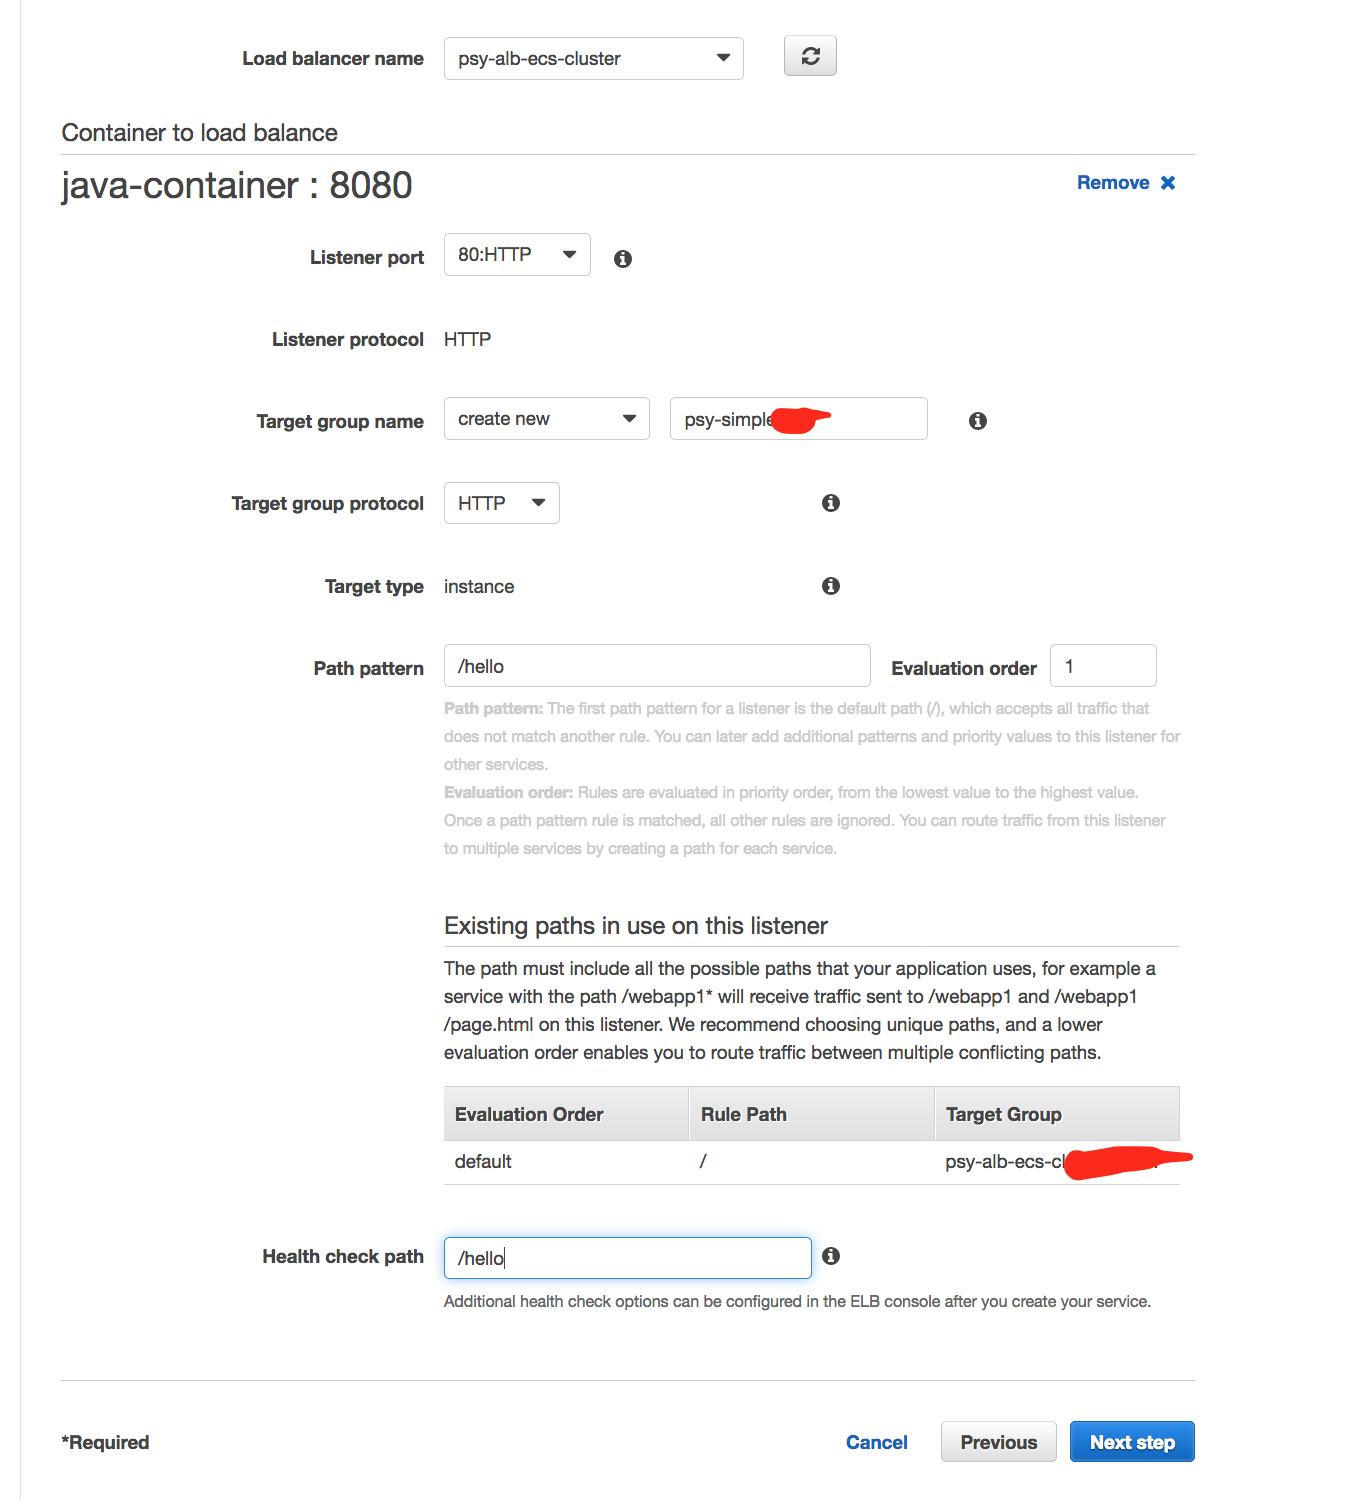 Load balancer name psy-alb-ecs-cluster
Container to load balance
java-container : 8080 Remove
Listener port 80:HTTP
Listener protocol HTTP
Target group name create new psy-simple
Target group protocol HTTP
Target type instance
Path pattern /hello Evaluation order 1
Path pattern: The first path pattern for a listener is the default path (/), which accepts all traffic that
does not match another rule. You can later add additional patterns and priority values to this listener for
other services.
Evaluation order: Rules are evaluated in priority order, from the lowest value to the highest value.
Once a path pattern rule is matched, all other rules are ignored. You can route traffic from this listener
to multiple services by creating a path for each service.
Existing paths in use on this listener
The path must include all the possible paths that your application uses, for example a
service with the path /webapp1* will receive traffic sent to /webapp1 and /webapp1
/page.html on this listener. We recommend choosing unique paths, and a lower
evaluation order enables you to route traffic between multiple conflicting paths.
Evaluation Order Rule Path Target Group
default / psy-alb-ecs-cl
Health check path /hello
Additional health check options can be configured in the ELB console after you create your service.
*Required Cancel Previous Next step